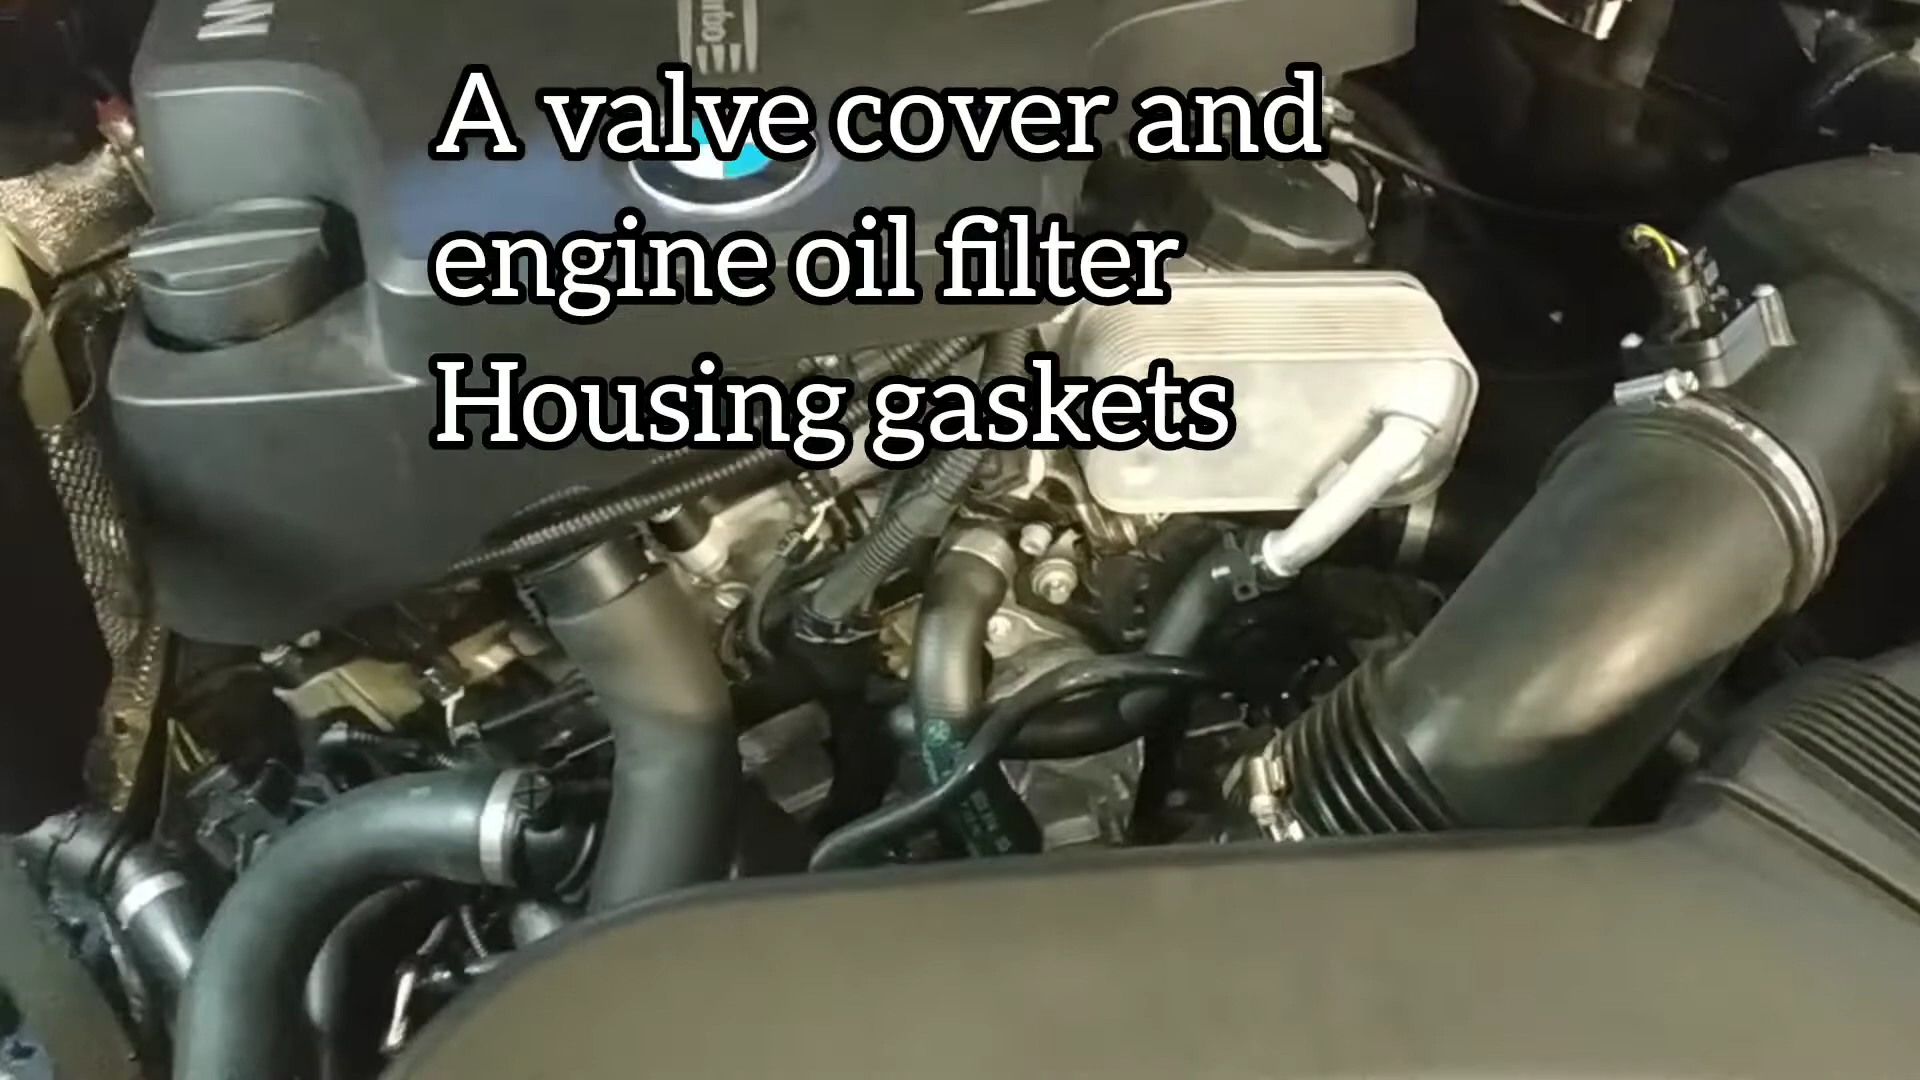 A valve cover and
engine oil filter
Housing gaskets